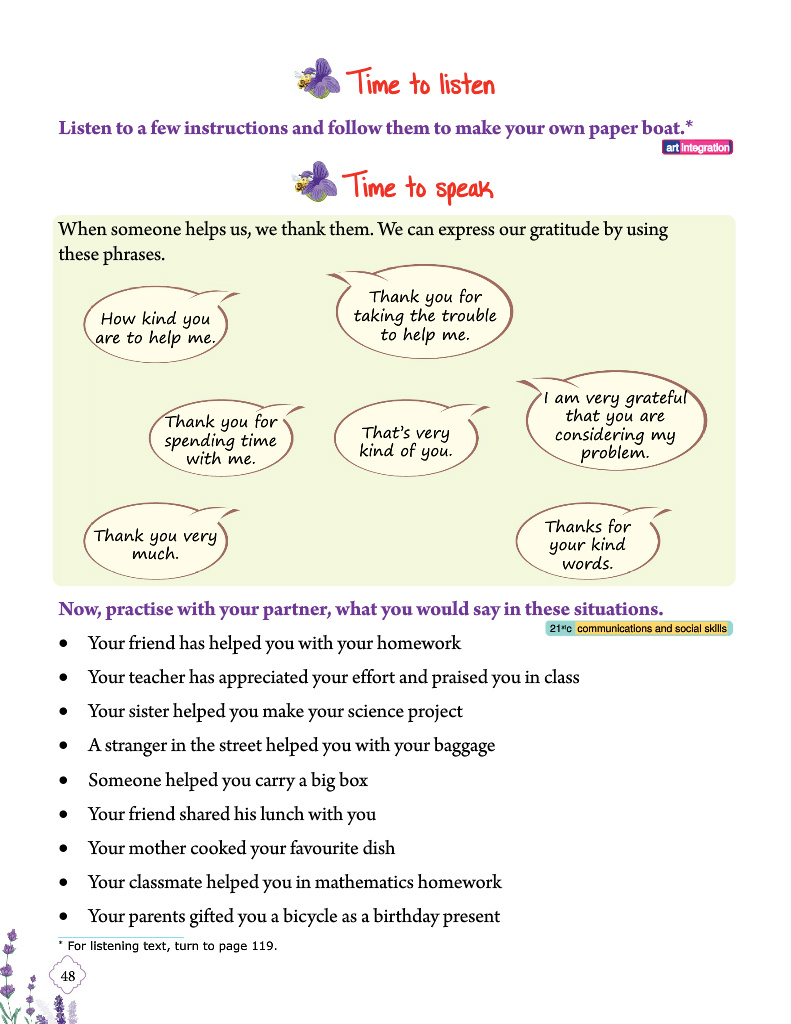 Time to listen
Listen to a few instructions and follow them to make your own paper boat.*
art integration
Time to speak
When someone helps us, we thank them. We can express our gratitude by using
these phrases.
How kind you
are to help me.
Thank you for
taking the trouble
to help me.
Thank you for
spending time
with me.
That's very
kind of you.
I am very grateful
that you are
considering my
problem.
Thank you very
much.
Thanks for
your kind
words.
Now, practise with your partner, what you would say in these situations.
21stc communications and social skills
• Your friend has helped you with your homework
• Your teacher has appreciated your effort and praised you in class
• Your sister helped you make your science project
• A stranger in the street helped you with your baggage
• Someone helped you carry a big box
• Your friend shared his lunch with you
• Your mother cooked your favourite dish
• Your classmate helped you in mathematics homework
• Your parents gifted you a bicycle as a birthday present
* For listening text, turn to page 119.
48